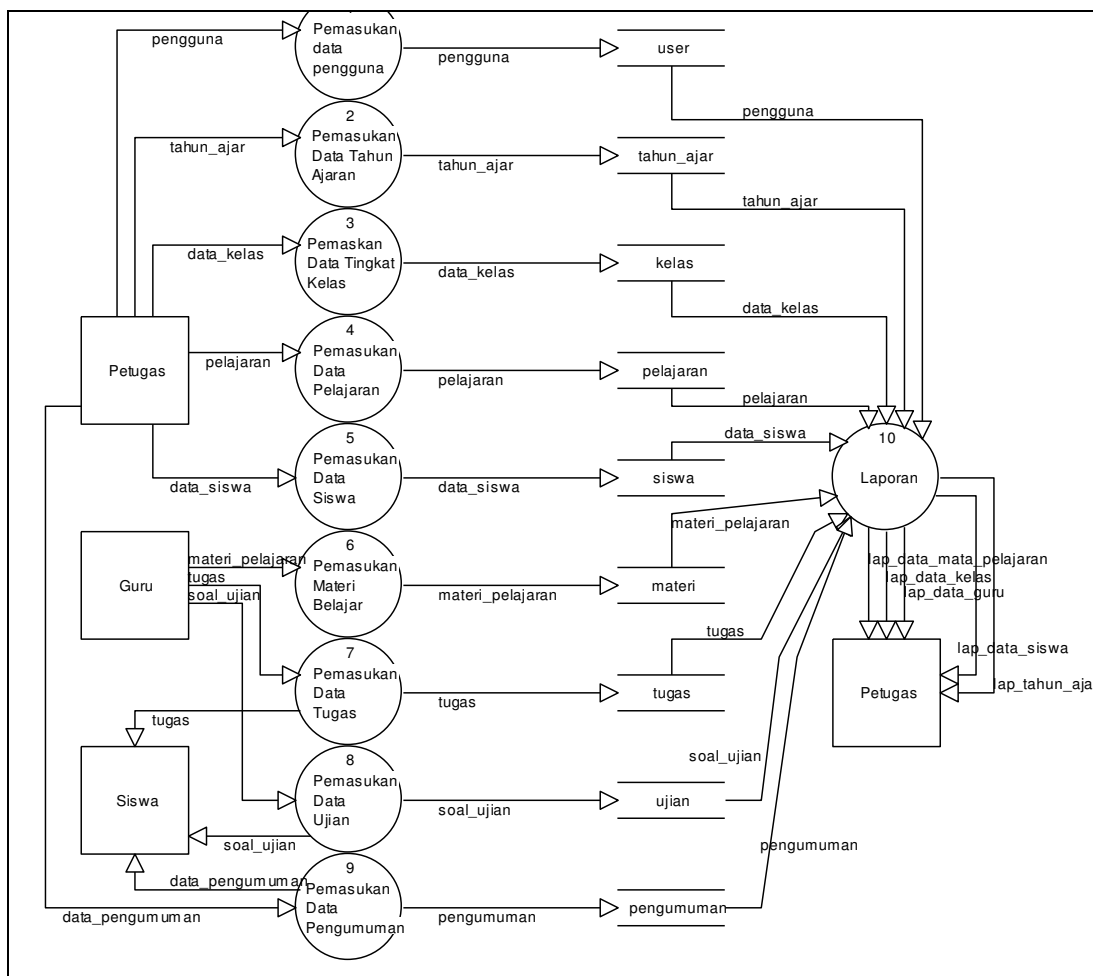 Pemasukan
data
pengguna
pengguna
pengguna
user
pengguna
2
Pemasukan
Data Tahun
Ajaran
tahun_ajar
tahun_ajar
tahun_ajar
tahun_ajar
3
Pemaskan
Data Tingkat
Kelas
data_kelas
data_kelas
kelas
data_kelas
Petugas
4
Pemasukan
Data
Pelajaran
pelajaran
pelajaran
pelajaran
pelajaran
5
Pemasukan
Data
Siswa
data_siswa
data_siswa
siswa
data_siswa
10
Laporan
Guru
materi_pelajaran
tugas
soal_ujian
6
Pemasukan
Materi
Belajar
materi_pelajaran
materi
materi_pelajaran
lap_data_mata_pelajaran
lap_data_kelas
lap_data_guru
7
Pemasukan
Data
Tugas
tugas
tugas
tugas
tugas
lap_data_siswa
lap_tahun_aja
Petugas
Siswa
8
Pemasukan
Data
Ujian
soal_ujian
soal_ujian
ujian
soal_ujian
9
Pemasukan
Data
Pengumuman
data_pengumuman
data_pengumuman
pengumuman
pengumuman
pengumuman